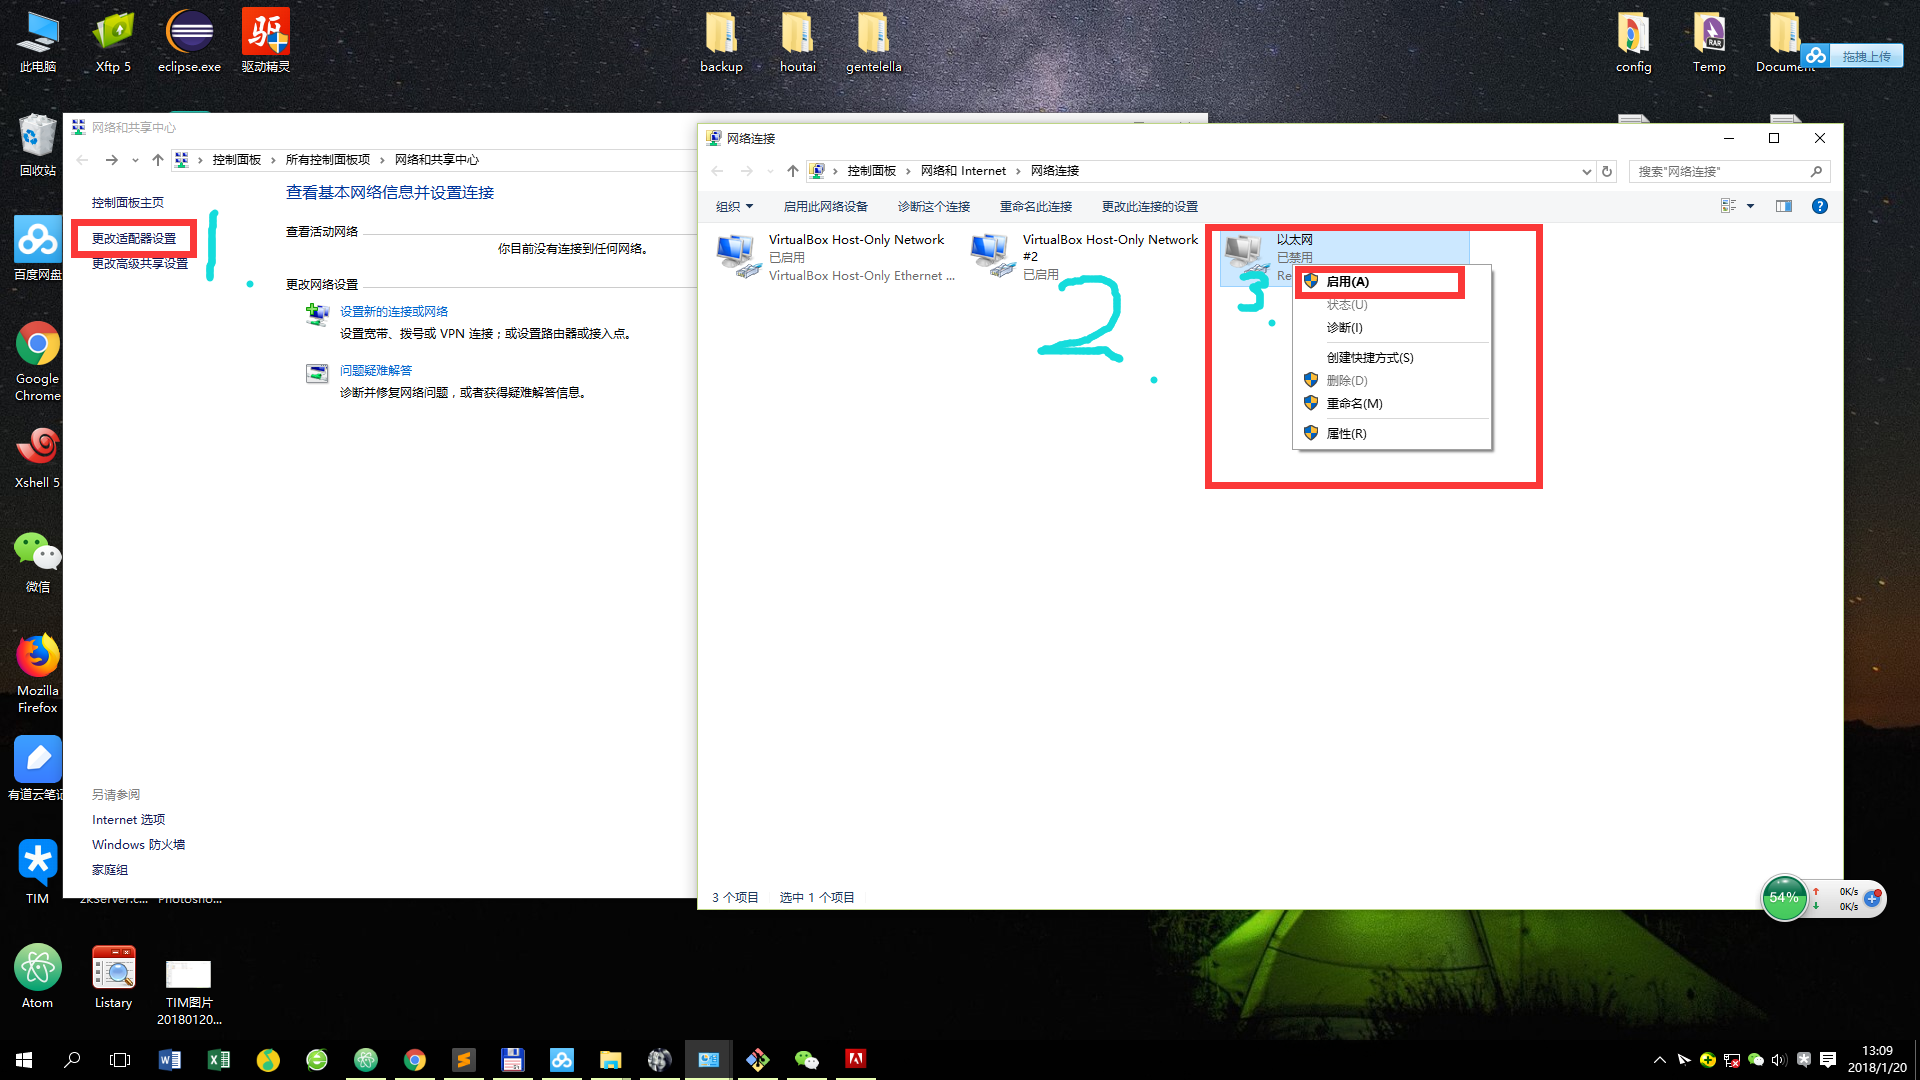 此电脑
Xftp 5
eclipse.exe
驱动精灵
backup
houtai
gentelella
config
Temp
Document
拖拽上传
回收站
百度网盘
Google
Chrome
Xshell 5
微信
Mozilla
Firefox
有道云笔记
TIM
Atom
Listary
TIM图片
20180120...
2kServer.c...
Photosho...
网络和共享中心
控制面板
所有控制面板项
网络和共享中心
控制面板主页
更改适配器设置
更改高级共享设置
1.
查看基本网络信息并设置连接
查看活动网络
你目前没有连接到任何网络。
更改网络设置
设置新的连接或网络
设置宽带、拨号或 VPN 连接；或设置路由器或接入点。
问题疑难解答
诊断并修复网络问题，或者获得疑难解答信息。
另请参阅
Internet 选项
Windows 防火墙
家庭组
网络连接
控制面板
网络和 Internet
网络连接
搜索"网络连接"
组织
启用此网络设备
诊断这个连接
重命名此连接
更改此连接的设置
VirtualBox Host-Only Network
已启用
VirtualBox Host-Only Ethernet ...
VirtualBox Host-Only Network
#2
已启用
2.
以太网
已禁用
Re
3.
启用(A)
状态(U)
诊断(I)
创建快捷方式(S)
删除(D)
重命名(M)
属性(R)
3 个项目
选中 1 个项目
54%
0K/s
0K/s
13:09
2018/1/20